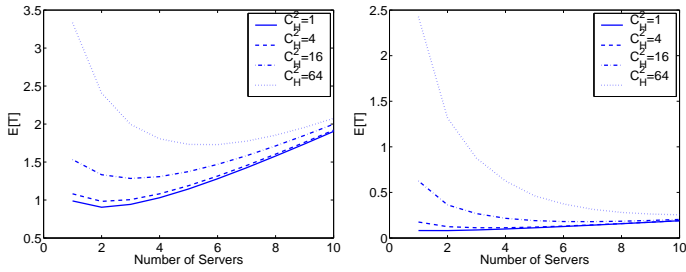 3.5
3
2.5
2
1.5
1
0.5
E[T]
0 2 4 6 8 10
Number of Servers
C_H^2=1
C_H^2=4
C_H^2=16
C_H^2=64
2.5
2
1.5
1
0.5
0
E[T]
0 2 4 6 8 10
Number of Servers
C_H^2=1
C_H^2=4
C_H^2=16
C_H^2=64